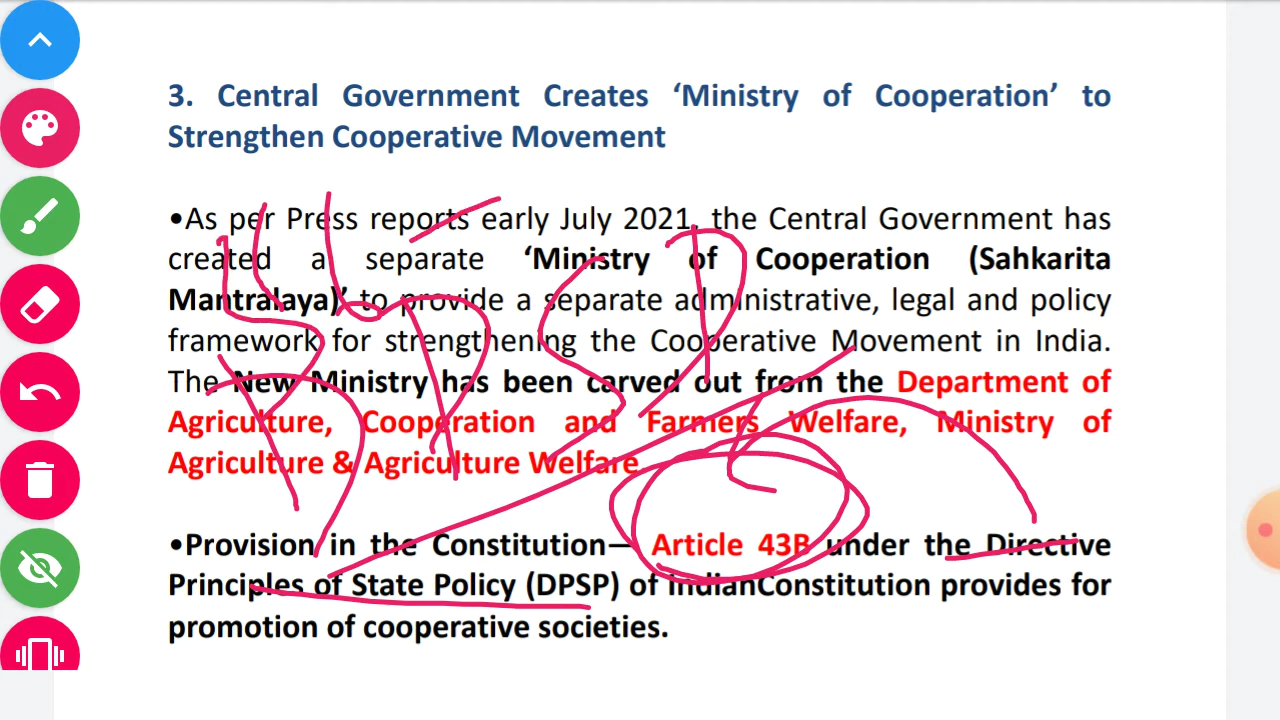 3. Central Government Creates ‘Ministry of Cooperation’ to
Strengthen Cooperative Movement
•As per Press reports early July 2021, the Central Government has
created a separate ‘Ministry of Cooperation (Sahkarita
Mantralaya)’ to provide a separate administrative, legal and policy
framework for strengthening the Cooperative Movement in India.
The New Ministry has been carved out from the Department of
Agriculture, Cooperation and Farmers Welfare, Ministry of
Agriculture & Agriculture Welfare.
•Provision in the Constitution— Article 43B under the Directive
Principles of State Policy (DPSP) of IndianConstitution provides for
promotion of cooperative societies.